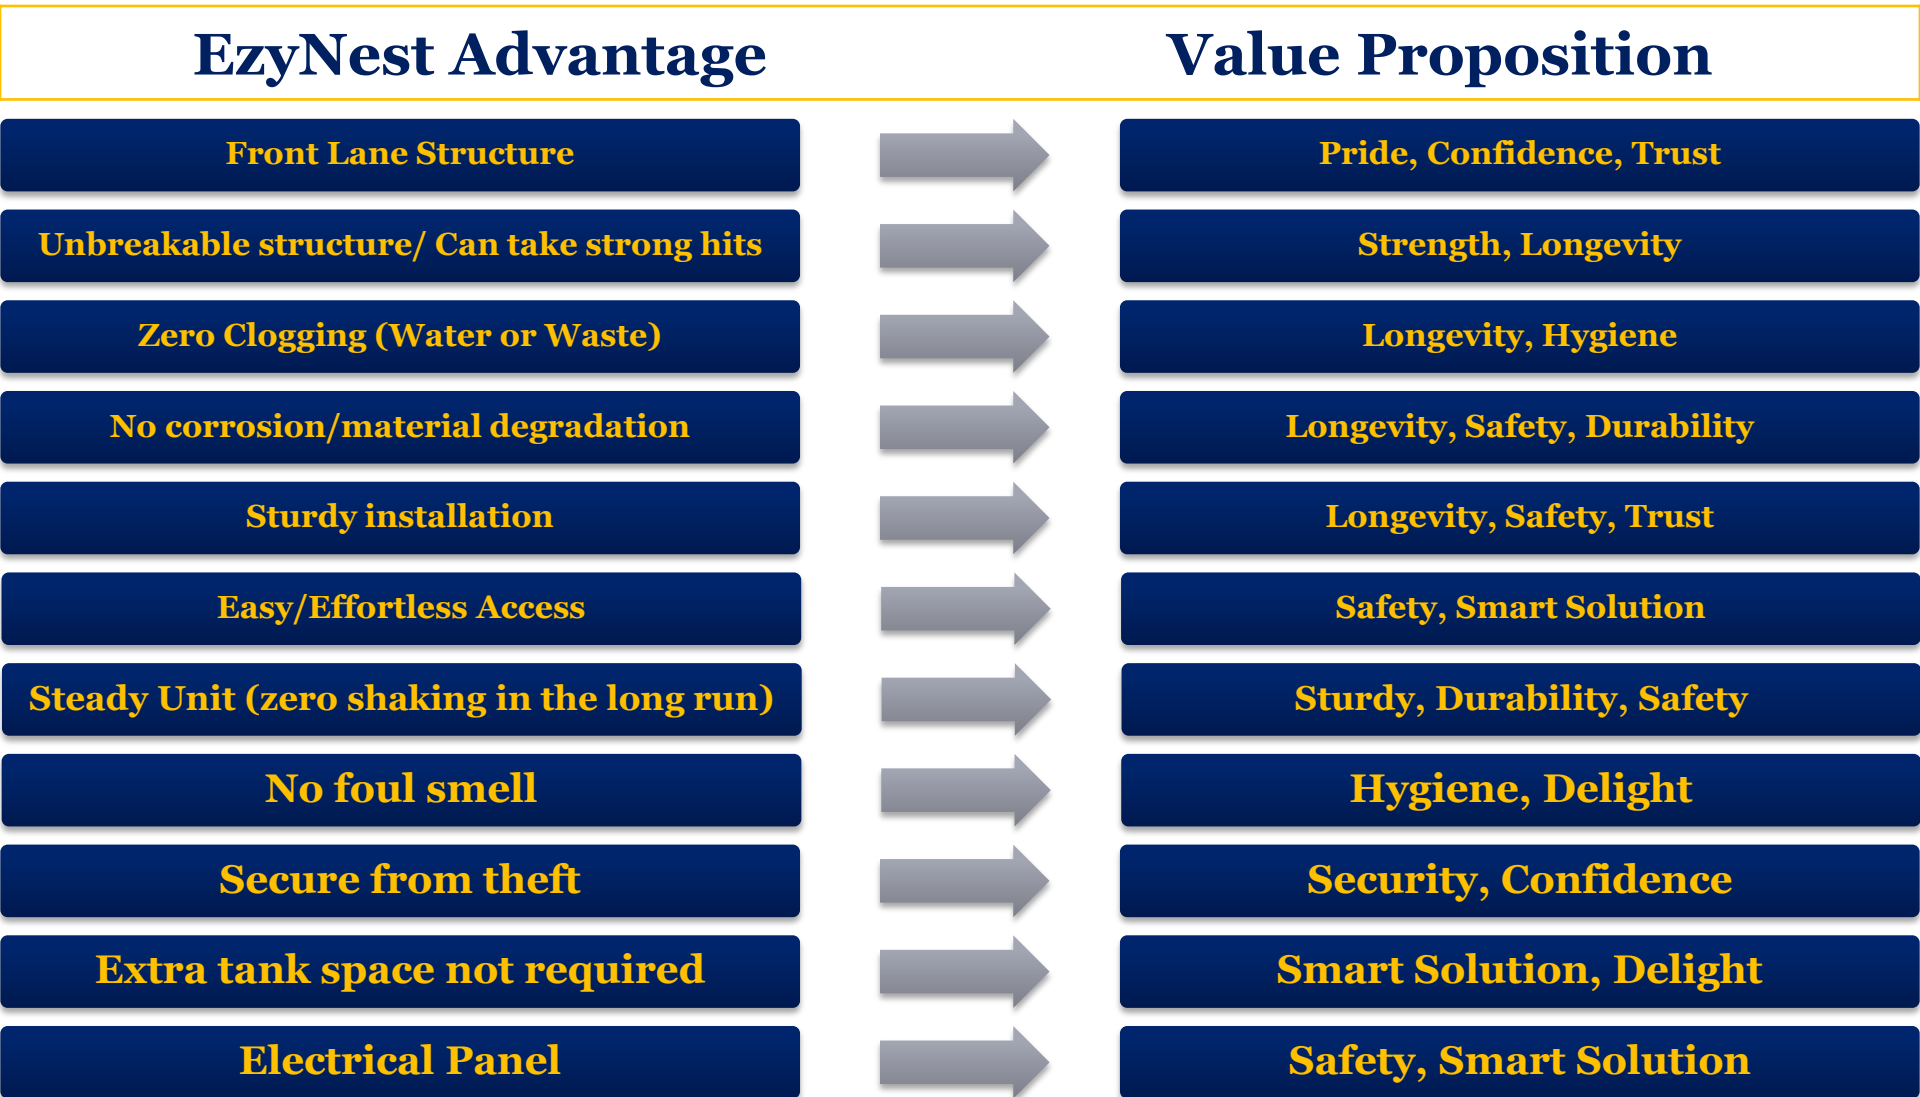 EzyNest Advantage Value Proposition
Front Lane Structure Pride, Confidence, Trust
Unbreakable structure/ Can take strong hits Strength, Longevity
Zero Clogging (Water or Waste) Longevity, Hygiene
No corrosion/material degradation Longevity, Safety, Durability
Sturdy installation Longevity, Safety, Trust
Easy/Effortless Access Safety, Smart Solution
Steady Unit (zero shaking in the long run) Sturdy, Durability, Safety
No foul smell Hygiene, Delight
Secure from theft Security, Confidence
Extra tank space not required Smart Solution, Delight
Electrical Panel Safety, Smart Solution